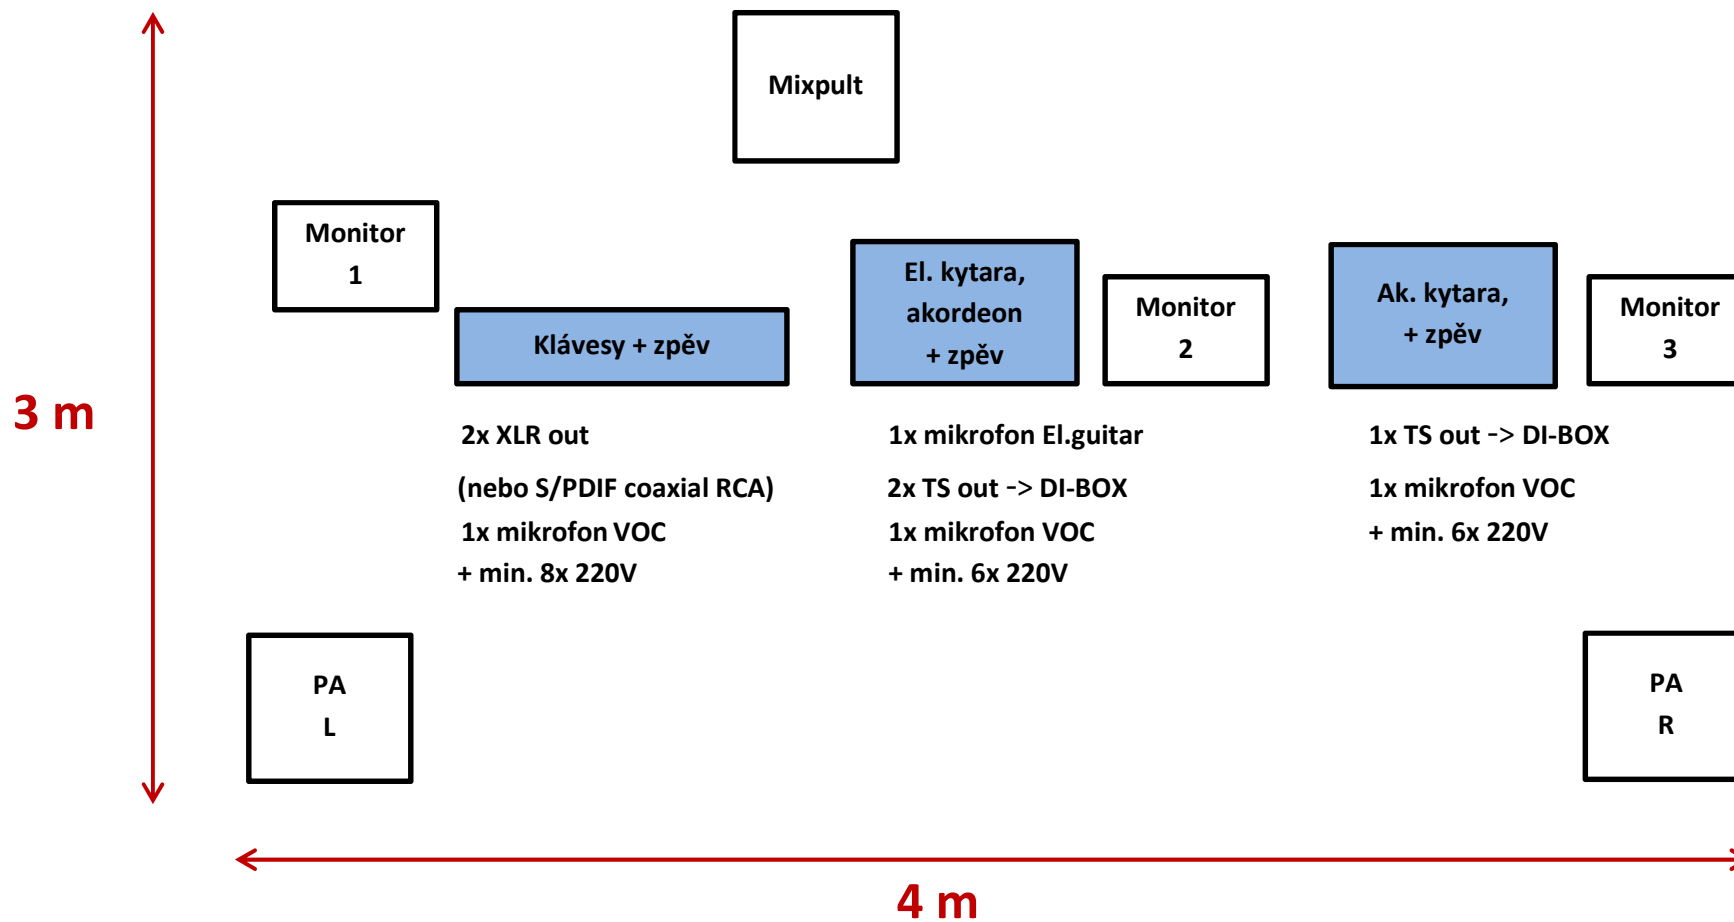 Mixpult
Monitor
1
Klávesy + zpěv
El. kytara,
akordeon
+ zpěv
Monitor
2
Ak. kytara,
+ zpěv
Monitor
3
3 m
2x XLR out
(nebo S/PDIF coaxial RCA)
1x mikrofon VOC
+ min. 8x 220V
1x mikrofon El.guitar
2x TS out -> DI-BOX
1x mikrofon VOC
+ min. 6x 220V
1x TS out -> DI-BOX
1x mikrofon VOC
+ min. 6x 220V
PA
L
PA
R
4 m